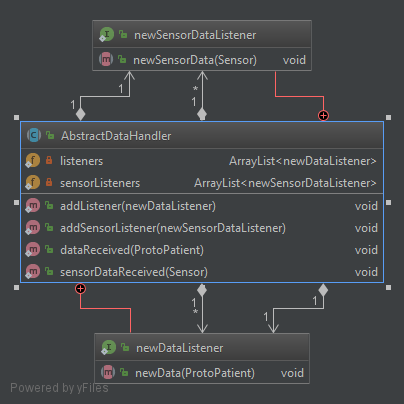 newSensorDataListener
newSensorData(Sensor) void
1 1 *
1
AbstractDataHandler
listeners ArrayList<newDataListener>
sensorListeners ArrayList<newSensorDataListener>
addListener(newDataListener) void
addSensorListener(newSensorDataListener) void
dataReceived(ProtoPatient) void
sensorDataReceived(Sensor) void
1 1
* 1
newDataListener
newData(ProtoPatient) void
Powered by yFiles